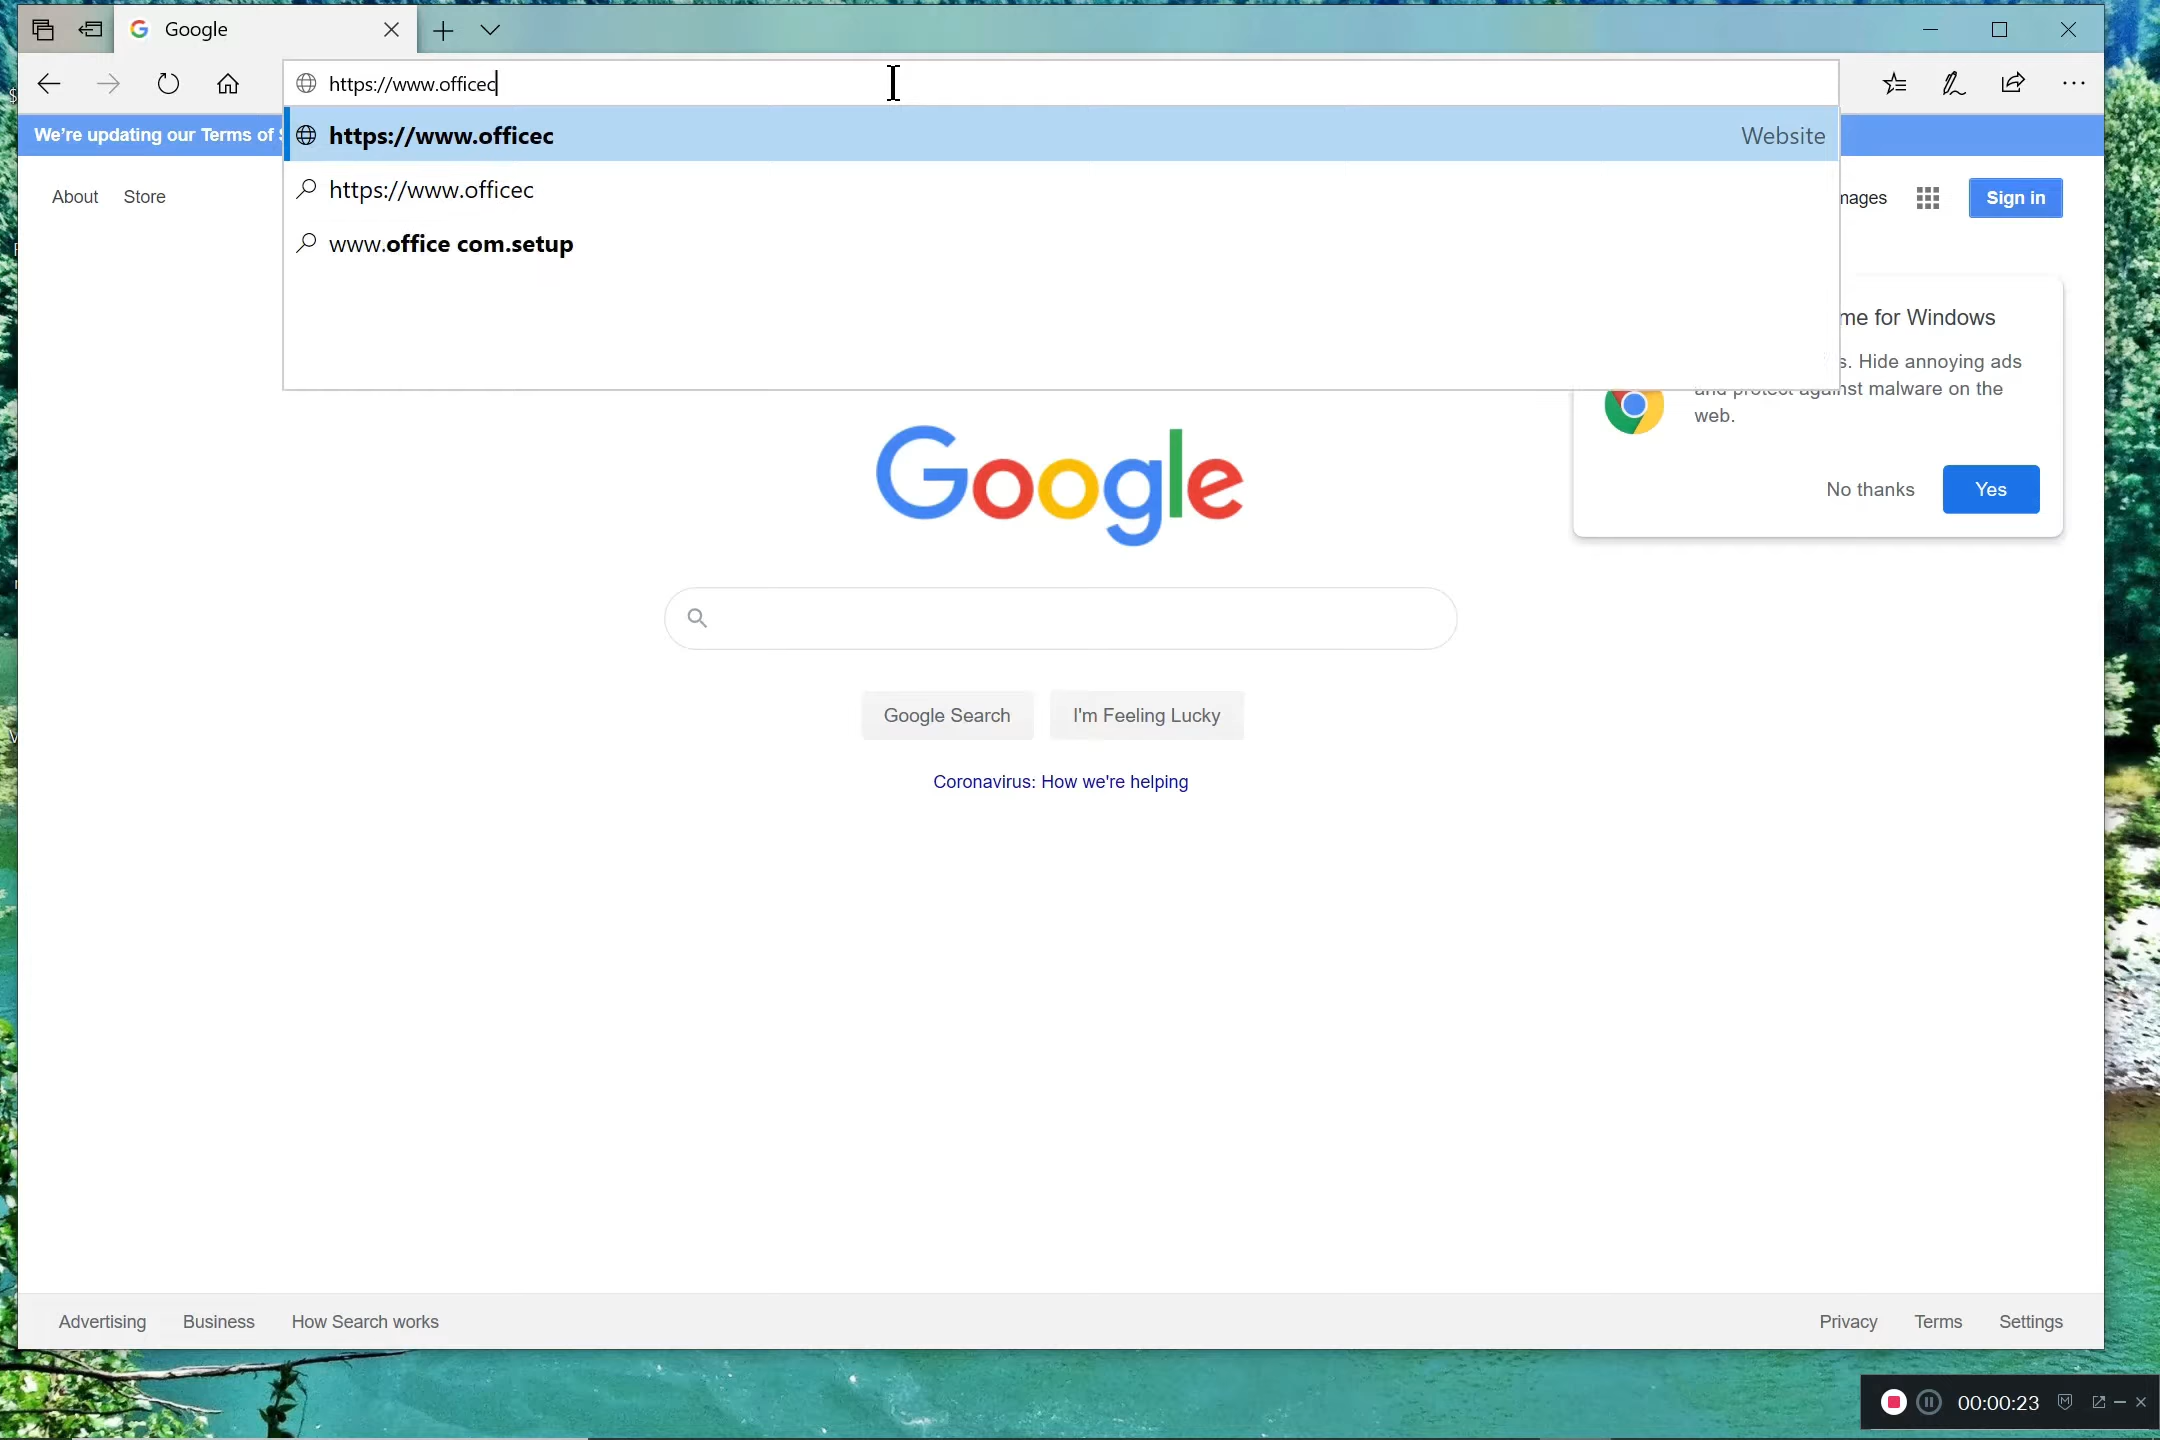 Google
https://www.officec
https://www.officec Website
https://www.officec
www.office com.setup
We're updating our Terms of
About Store
Sign in
for Windows
Hide annoying ads
and protect against malware on the
web.
No thanks Yes
Google
Google Search I'm Feeling Lucky
Coronavirus: How we're helping
Advertising Business How Search works
Privacy Terms Settings
00:00:23